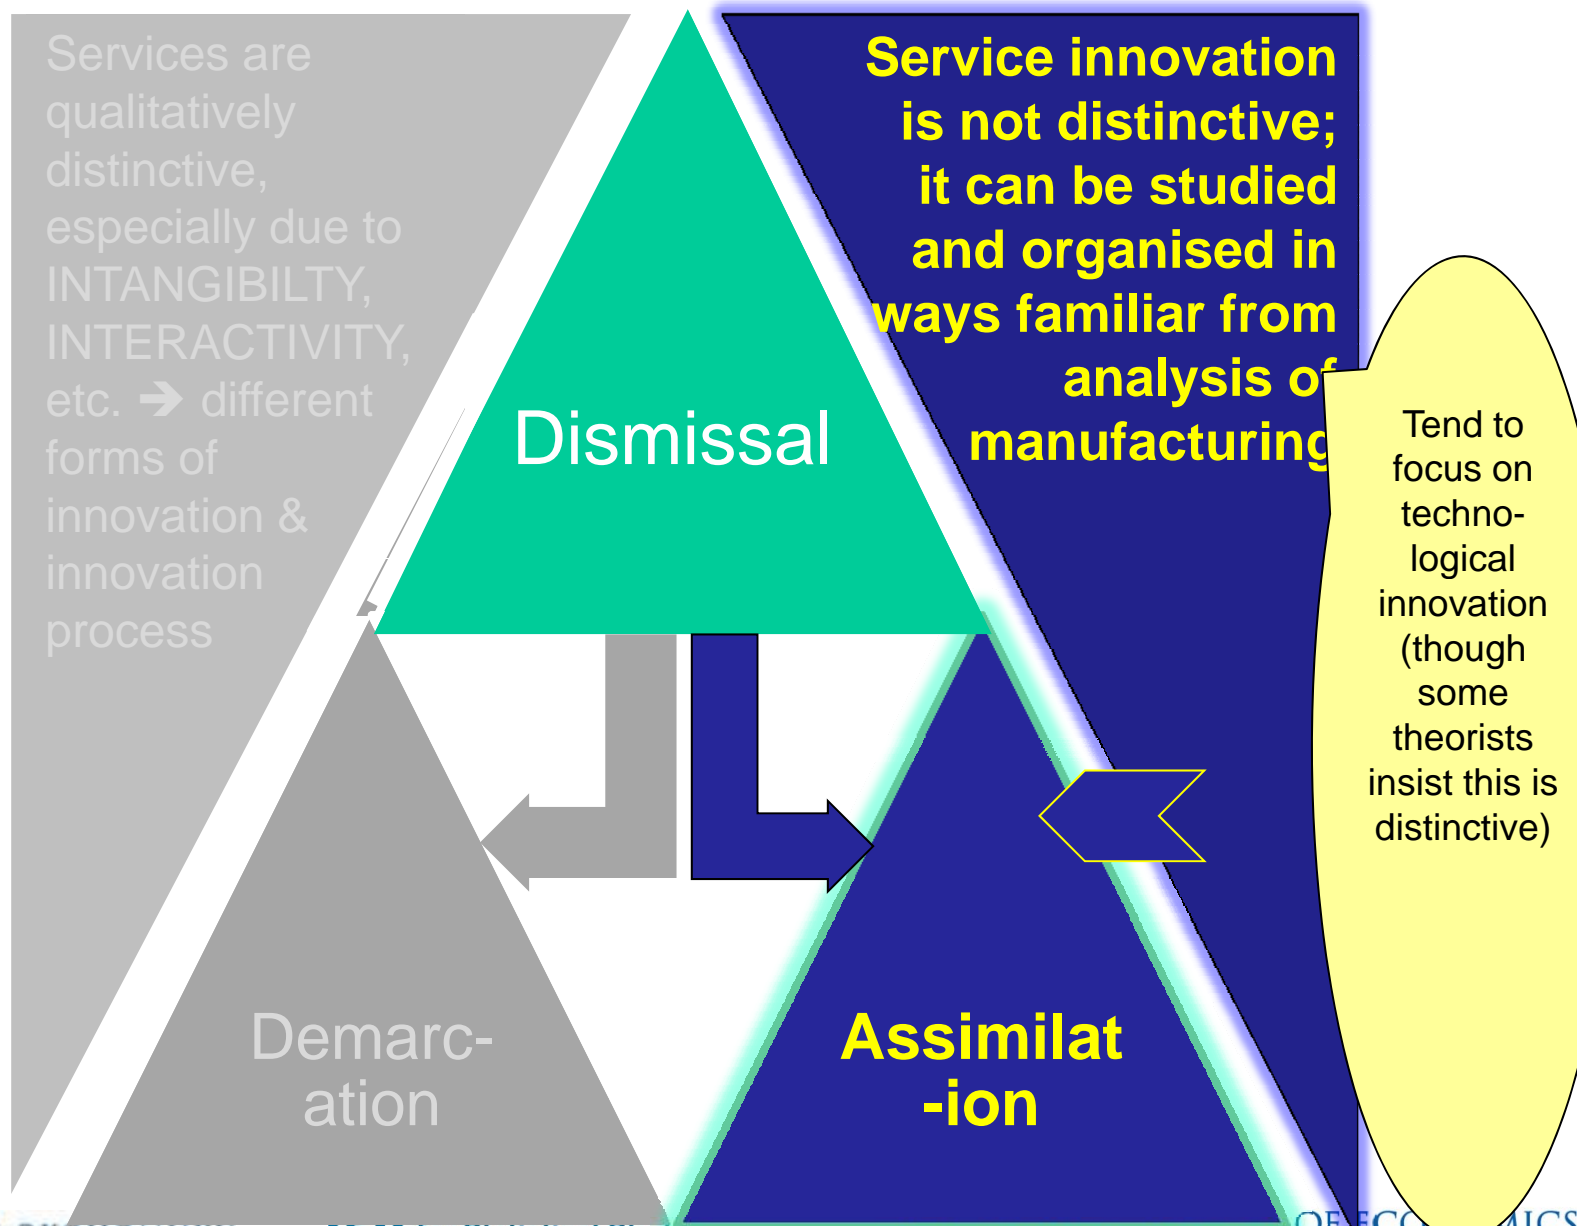 Services are
qualitatively
distinctive,
especially due to
INTANGIBILTY,
INTERACTIVITY,
etc. ➔ different
forms of
innovation &
innovation
process
Service innovation
is not distinctive;
it can be studied
and organised in
ways familiar from
analysis of
manufacturing
Dismissal
Tend to
focus on
techno-
logical
innovation
(though
some
theorists
insist this is
distinctive)
Demarc-
ation
Assimilat
-ion